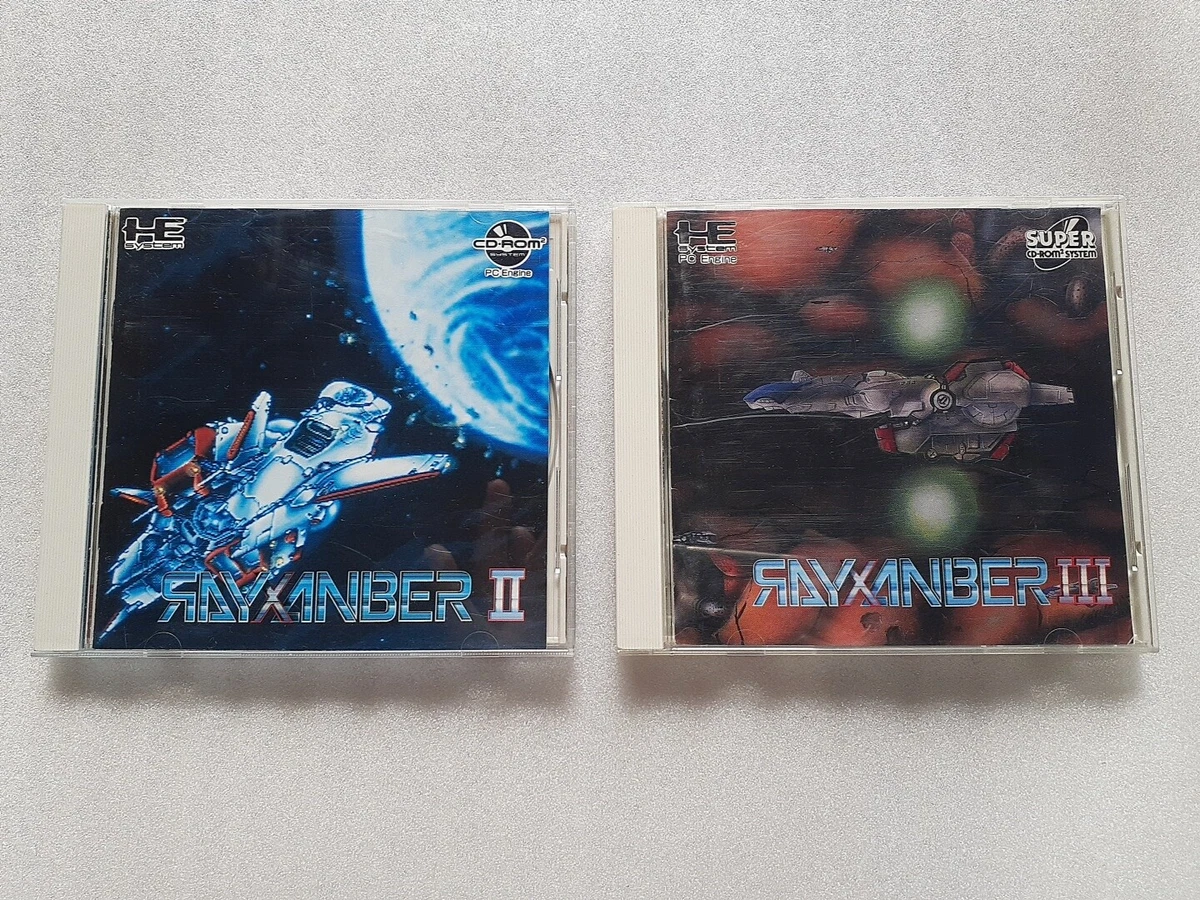 HE
SYSTEM
CD-ROM²
SYSTEM
PC Engine
RAYXANBER II
HE
SYSTEM
PC Engine
SUPER
CD-ROM² SYSTEM
RAYXANBER III